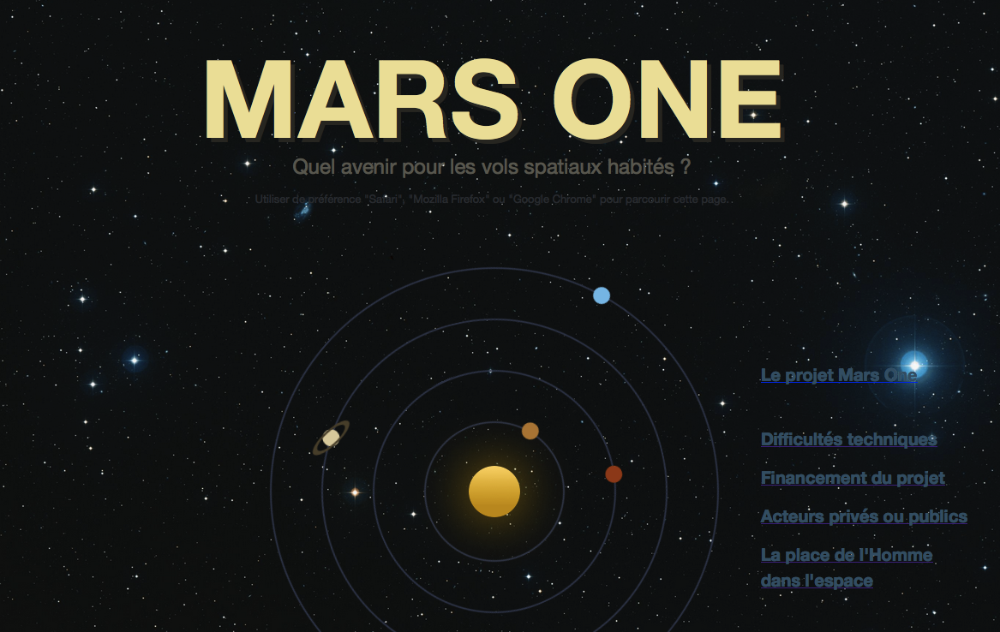 MARS ONE
Quel avenir pour les vols spatiaux habités ?
Utiliser de préférence "Safari", "Mozilla Firefox" ou "Google Chrome" pour parcourir cette page..
Le projet Mars One
Difficultés techniques
Financement du projet
Acteurs privés ou publics
La place de l'Homme
dans l'espace